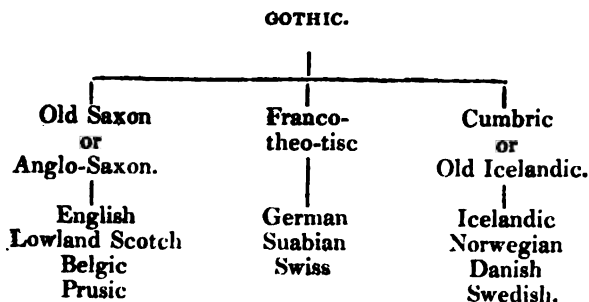 GOTHIC.
Old Saxon
or
Anglo-Saxon.
English
Lowland Scotch
Belgic
Prusic
Franco-
theo-tisc
German
Suabian
Swiss
Cumbric
or
Old Icelandic.
Icelandic
Norwegian
Danish
Swedish.